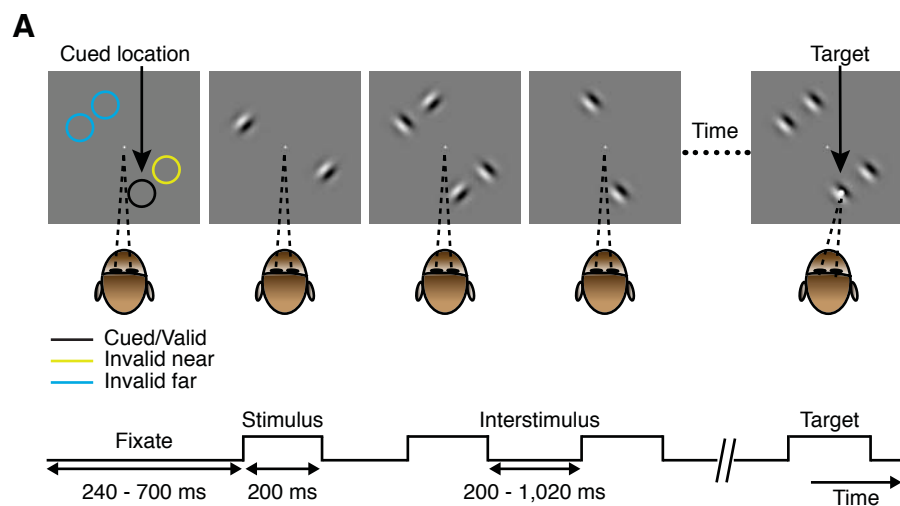 A
Cued location
Target
Time
Cued/Valid
Invalid near
Invalid far
Fixate
Stimulus
Interstimulus
Target
240 - 700 ms
200 ms
200 - 1,020 ms
Time